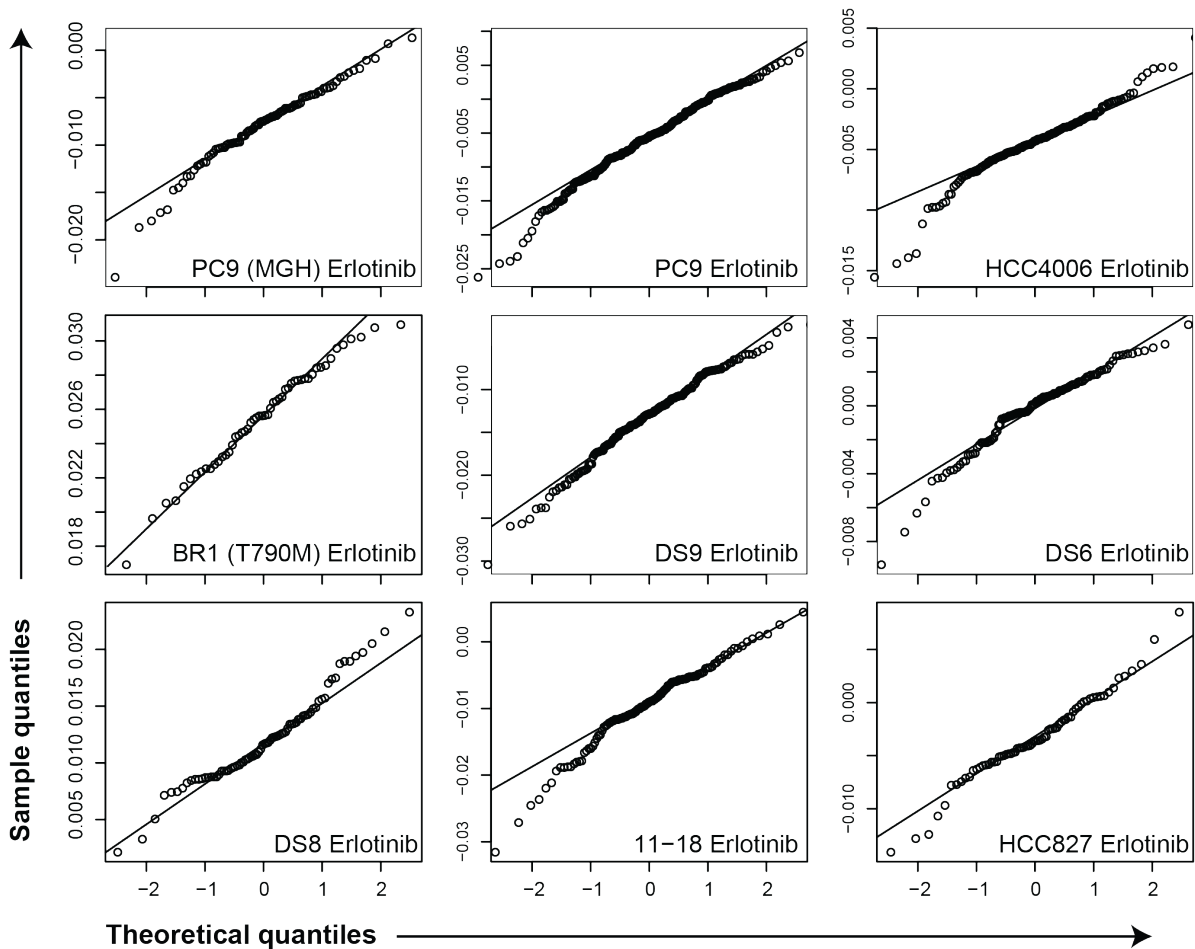 0.000
−0.010
−0.020
PC9 (MGH) Erlotinib
0.005
−0.005
−0.015
−0.025
PC9 Erlotinib
0.005
0.000
−0.005
−0.015
HCC4006 Erlotinib
0.030
0.026
0.022
0.018
BR1 (T790M) Erlotinib
−0.010
−0.020
−0.030
DS9 Erlotinib
0.004
0.000
−0.004
−0.008
DS6 Erlotinib
0.020
0.015
0.010
0.005
DS8 Erlotinib
−2 −1 0 1 2
0.00
−0.01
−0.02
−0.03
11−18 Erlotinib
−2 −1 0 1 2
0.000
−0.010
HCC827 Erlotinib
−2 −1 0 1 2
Sample quantiles
Theoretical quantiles